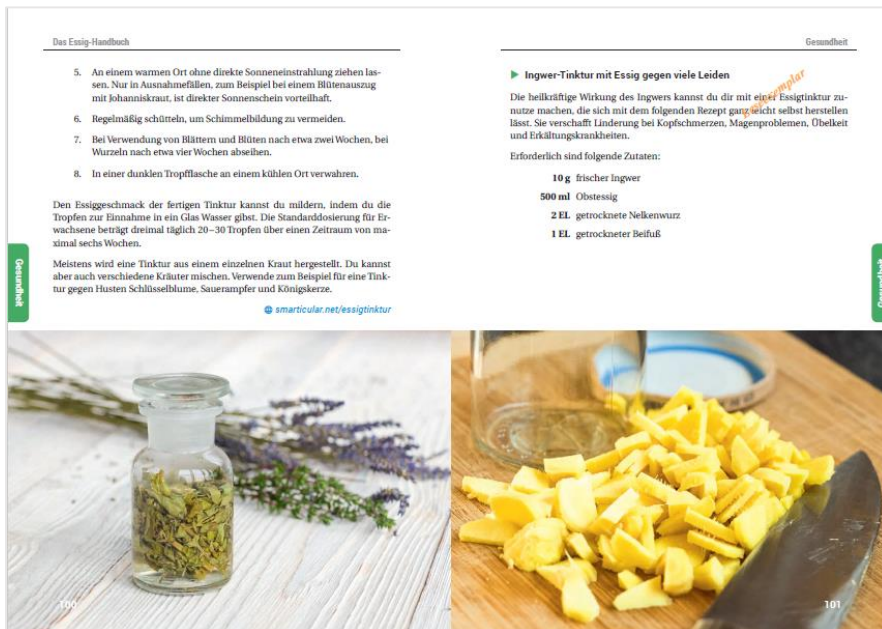 Das Essig-Handbuch
5. An einem warmen Ort ohne direkte Sonneneinstrahlung ziehen las-
sen. Nur in Ausnahmefällen, zum Beispiel bei einem Blütenauszug
mit Johanniskraut, ist direkter Sonnenschein vorteilhaft.
6. Regelmäßig schütteln, um Schimmelbildung zu vermeiden.
7. Bei Verwendung von Blättern und Blüten nach etwa zwei Wochen, bei
Wurzeln nach etwa vier Wochen abseihen.
8. In einer dunklen Tropfflasche an einem kühlen Ort verwahren.
Den Essiggeschmack der fertigen Tinktur kannst du mildern, indem du die
Tropfen zur Einnahme in ein Glas Wasser gibst. Die Standarddosierung für Er-
wachsene beträgt dreimal täglich 20–30 Tropfen über einen Zeitraum von ma-
ximal sechs Wochen.
Meistens wird eine Tinktur aus einem einzelnen Kraut hergestellt. Du kannst
aber auch verschiedene Kräuter mischen. Verwende zum Beispiel für eine Tink-
tur gegen Husten Schlüsselblume, Sauerampfer und Königskerze.
smarticular.net/essigtinktur
Gesundheit
100
Gesundheit
Ingwer-Tinktur mit Essig gegen viele Leiden
Die heilkräftige Wirkung des Ingwers kannst du dir mit einer Essigtinktur zu-
nutze machen, die sich mit dem folgenden Rezept ganz leicht selbst herstellen
lässt. Sie verschafft Linderung bei Kopfschmerzen, Magenproblemen, Übelkeit
und Erkältungskrankheiten.
Erforderlich sind folgende Zutaten:
10 g frischer Ingwer
500 ml Obstessig
2 EL getrocknete Nelkenwurz
1 EL getrockneter Beifuß
Gesundheit
101